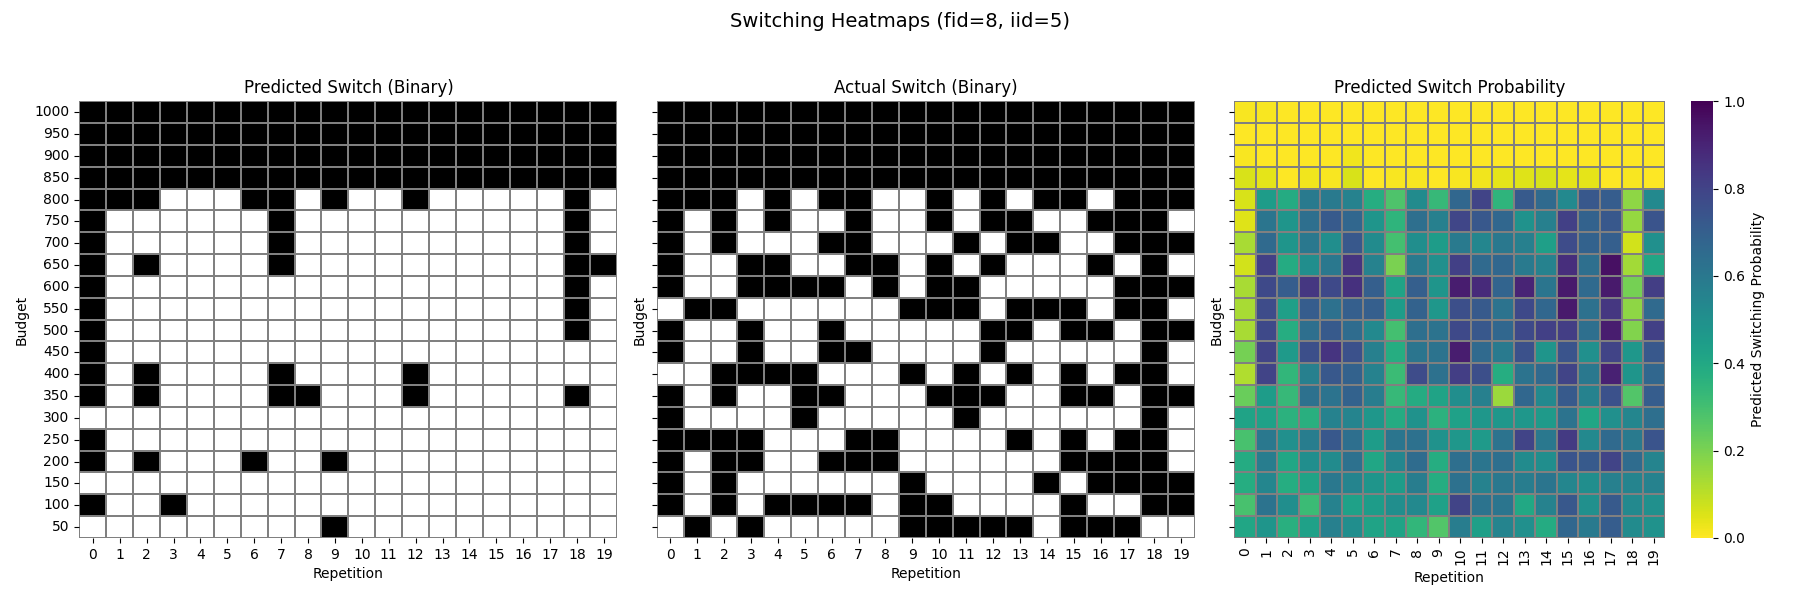 Switching Heatmaps (fid=8, iid=5)
Predicted Switch (Binary)
Budget
1000
950
900
850
800
750
700
650
600
550
500
450
400
350
300
250
200
150
100
50
0 1 2 3 4 5 6 7 8 9 10 11 12 13 14 15 16 17 18 19
Repetition
Actual Switch (Binary)
Budget
0 1 2 3 4 5 6 7 8 9 10 11 12 13 14 15 16 17 18 19
Repetition
Predicted Switch Probability
Budget
0 1 2 3 4 5 6 7 8 9 10 11 12 13 14 15 16 17 18 19
Repetition
1.0
0.8
0.6
0.4
0.2
0.0
Predicted Switching Probability